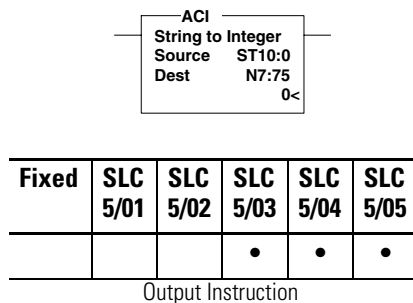 ACI
String to Integer
Source ST10:0
Dest N7:75
0<
Fixed SLC 5/01 SLC 5/02 SLC 5/03 SLC 5/04 SLC 5/05
• • •
Output Instruction